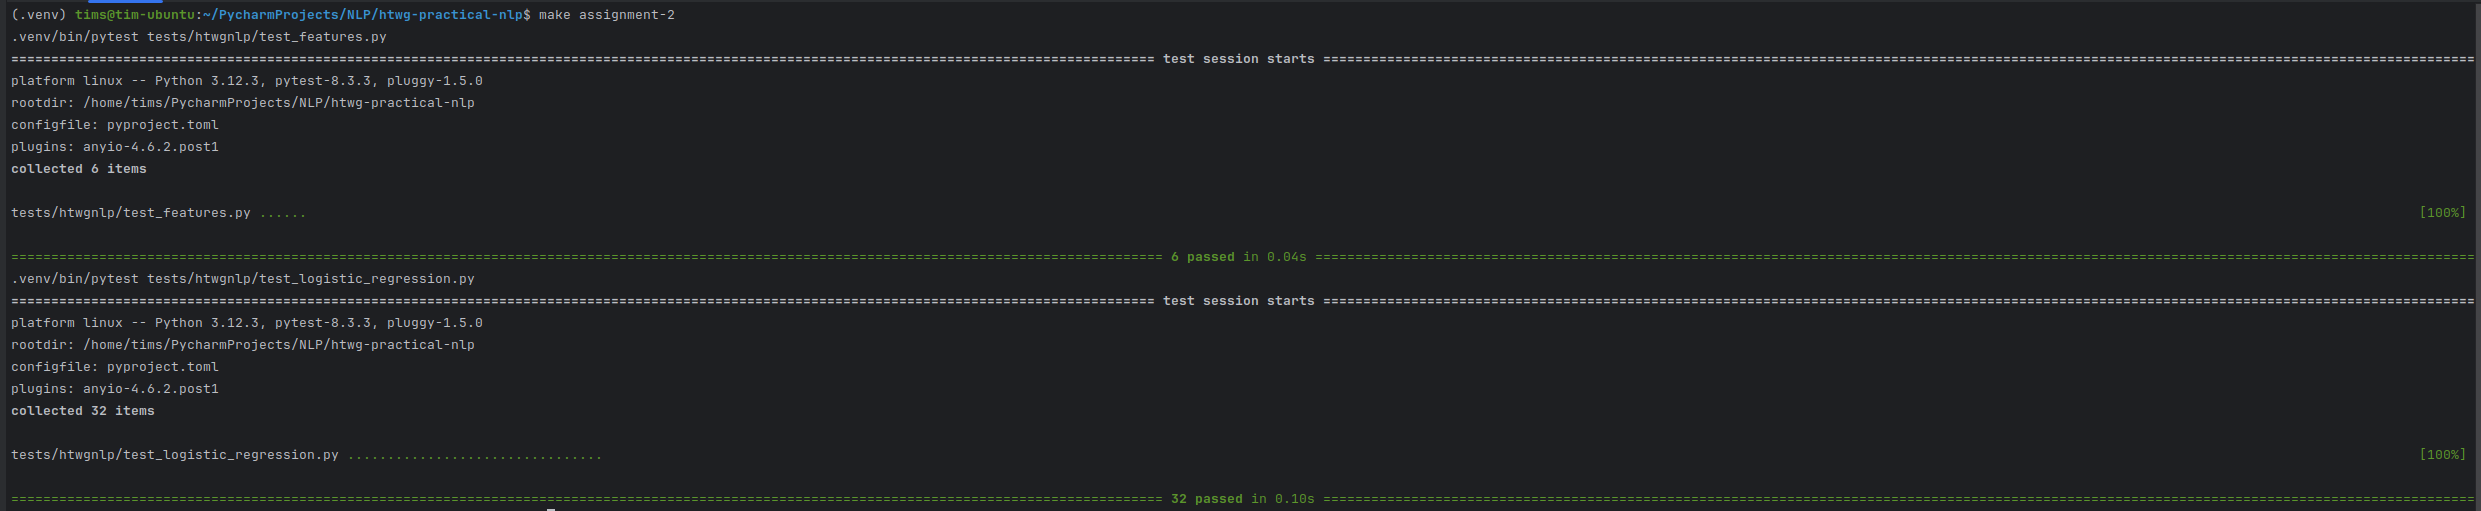 (.venv) tims@tim-ubuntu:~/PycharmProjects/NLP/htwg-practical-nlp$ make assignment-2
.venv/bin/pytest tests/htwgnlp/test_features.py
============================== test session starts ==============================
platform linux -- Python 3.12.3, pytest-8.3.3, pluggy-1.5.0
rootdir: /home/tims/PycharmProjects/NLP/htwg-practical-nlp
configfile: pyproject.toml
plugins: anyio-4.6.2.post1
collected 6 items
tests/htwgnlp/test_features.py ...... [100%]
============================== 6 passed in 0.04s ==============================
.venv/bin/pytest tests/htwgnlp/test_logistic_regression.py
============================== test session starts ==============================
platform linux -- Python 3.12.3, pytest-8.3.3, pluggy-1.5.0
rootdir: /home/tims/PycharmProjects/NLP/htwg-practical-nlp
configfile: pyproject.toml
plugins: anyio-4.6.2.post1
collected 32 items
tests/htwgnlp/test_logistic_regression.py ................................ [100%]
============================== 32 passed in 0.10s ==============================